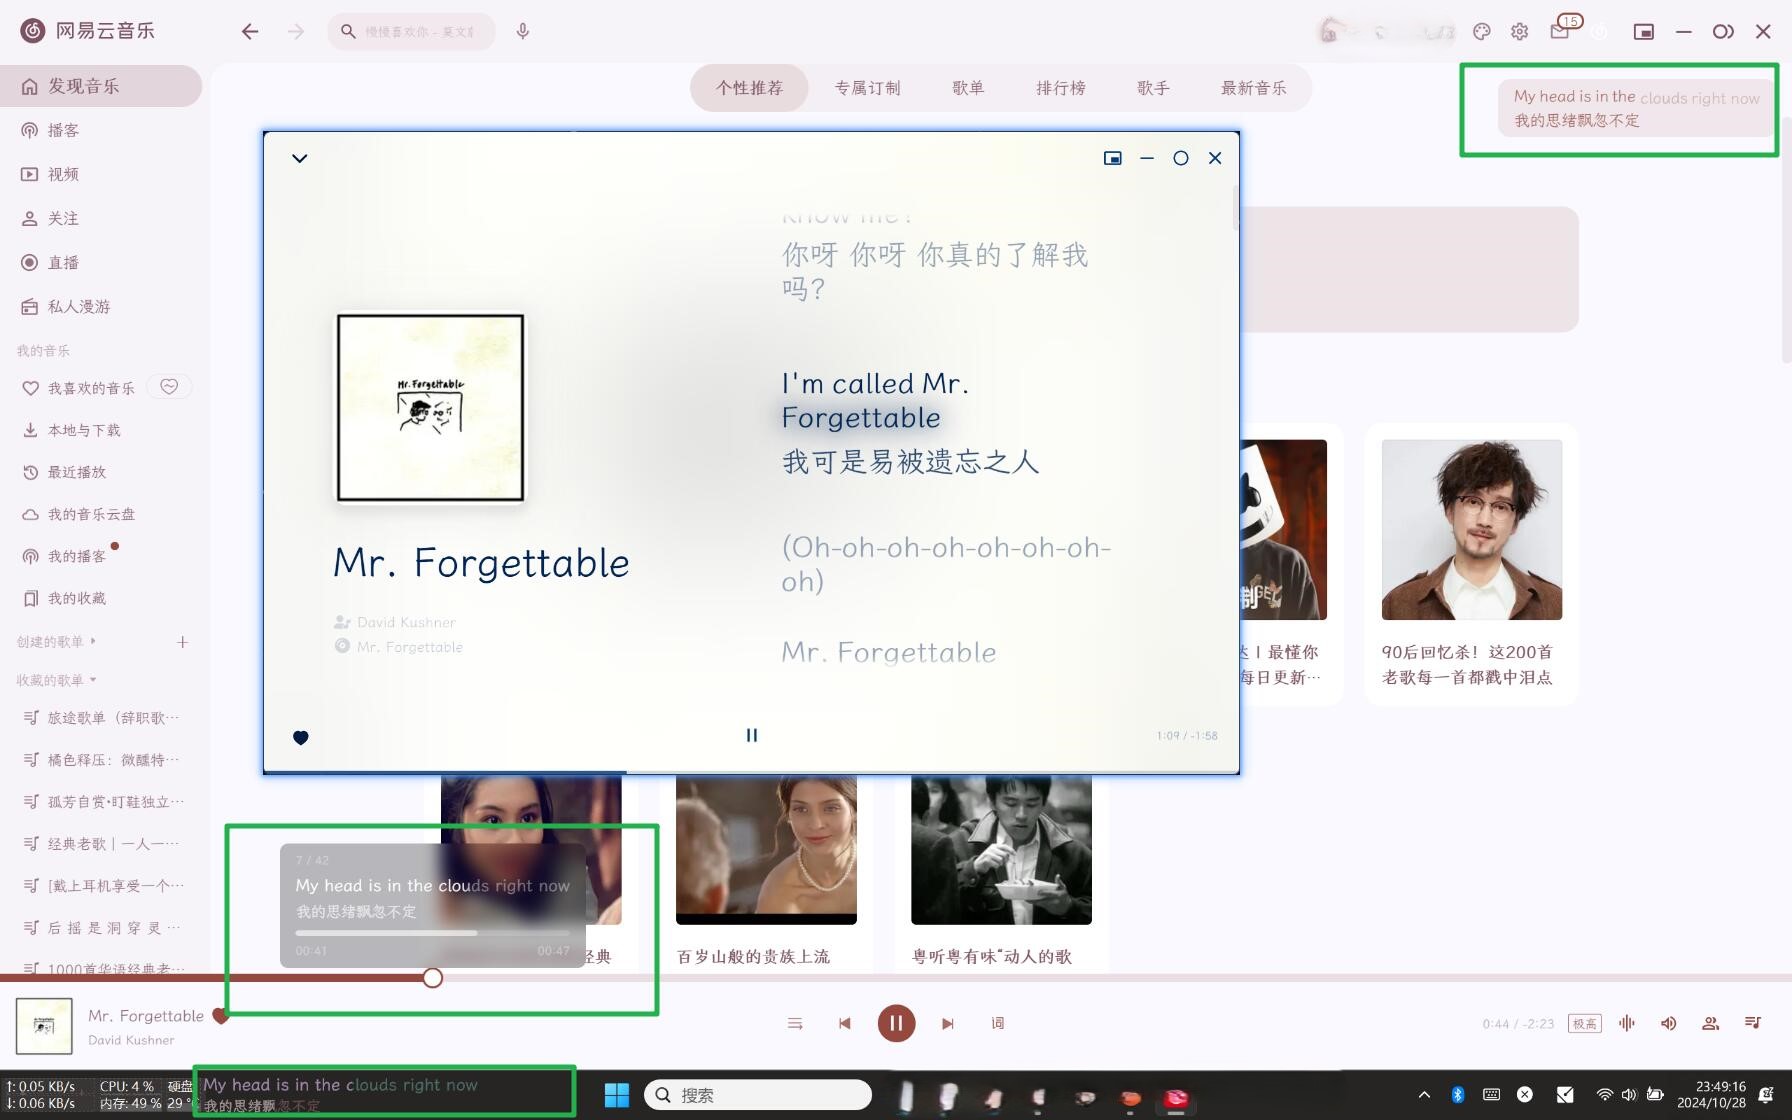 网易云音乐
慢慢喜欢你 - 莫文蔚
15
个性推荐
专属订制
歌单
排行榜
歌手
最新音乐
My head is in the clouds right now
我的思绪飘忽不定
发现音乐
播客
视频
关注
直播
私人漫游
我的音乐
我喜欢的音乐
本地与下载
最近播放
我的音乐云盘
我的播客
我的收藏
创建的歌单
收藏的歌单
旅途歌单（辞职歌…
橘色释压：微醺特…
孤芳自赏•盯鞋独立…
经典老歌 | 一人一…
[戴上耳机享受一个…
后 摇 是 洞 穿 灵 …
1000首华语经典老…
know me?
你呀 你呀 你真的了解我
吗?
I'm called Mr.
Forgettable
我可是易被遗忘之人
(Oh-oh-oh-oh-oh-oh-oh-
oh)
Mr. Forgettable
Mr. Forgettable
Mr. Forgettable
David Kushner
Mr. Forgettable
1:09 / -1:58
最懂你
每日更新…
90后回忆杀！这200首
老歌每一首都戳中泪点
7 / 42
My head is in the clouds right now
我的思绪飘忽不定
00:41
00:47
经典
百岁山般的贵族上流
粤听粤有味“动人的歌
Mr. Forgettable
David Kushner
词
0:44 / -2:23
极高
↑: 0.05 KB/s
↓: 0.06 KB/s
CPU: 4 %
内存: 49 %
硬盘
29 °C
My head is in the clouds right now
我的思绪飘忽不定
搜索
23:49:16
2024/10/28